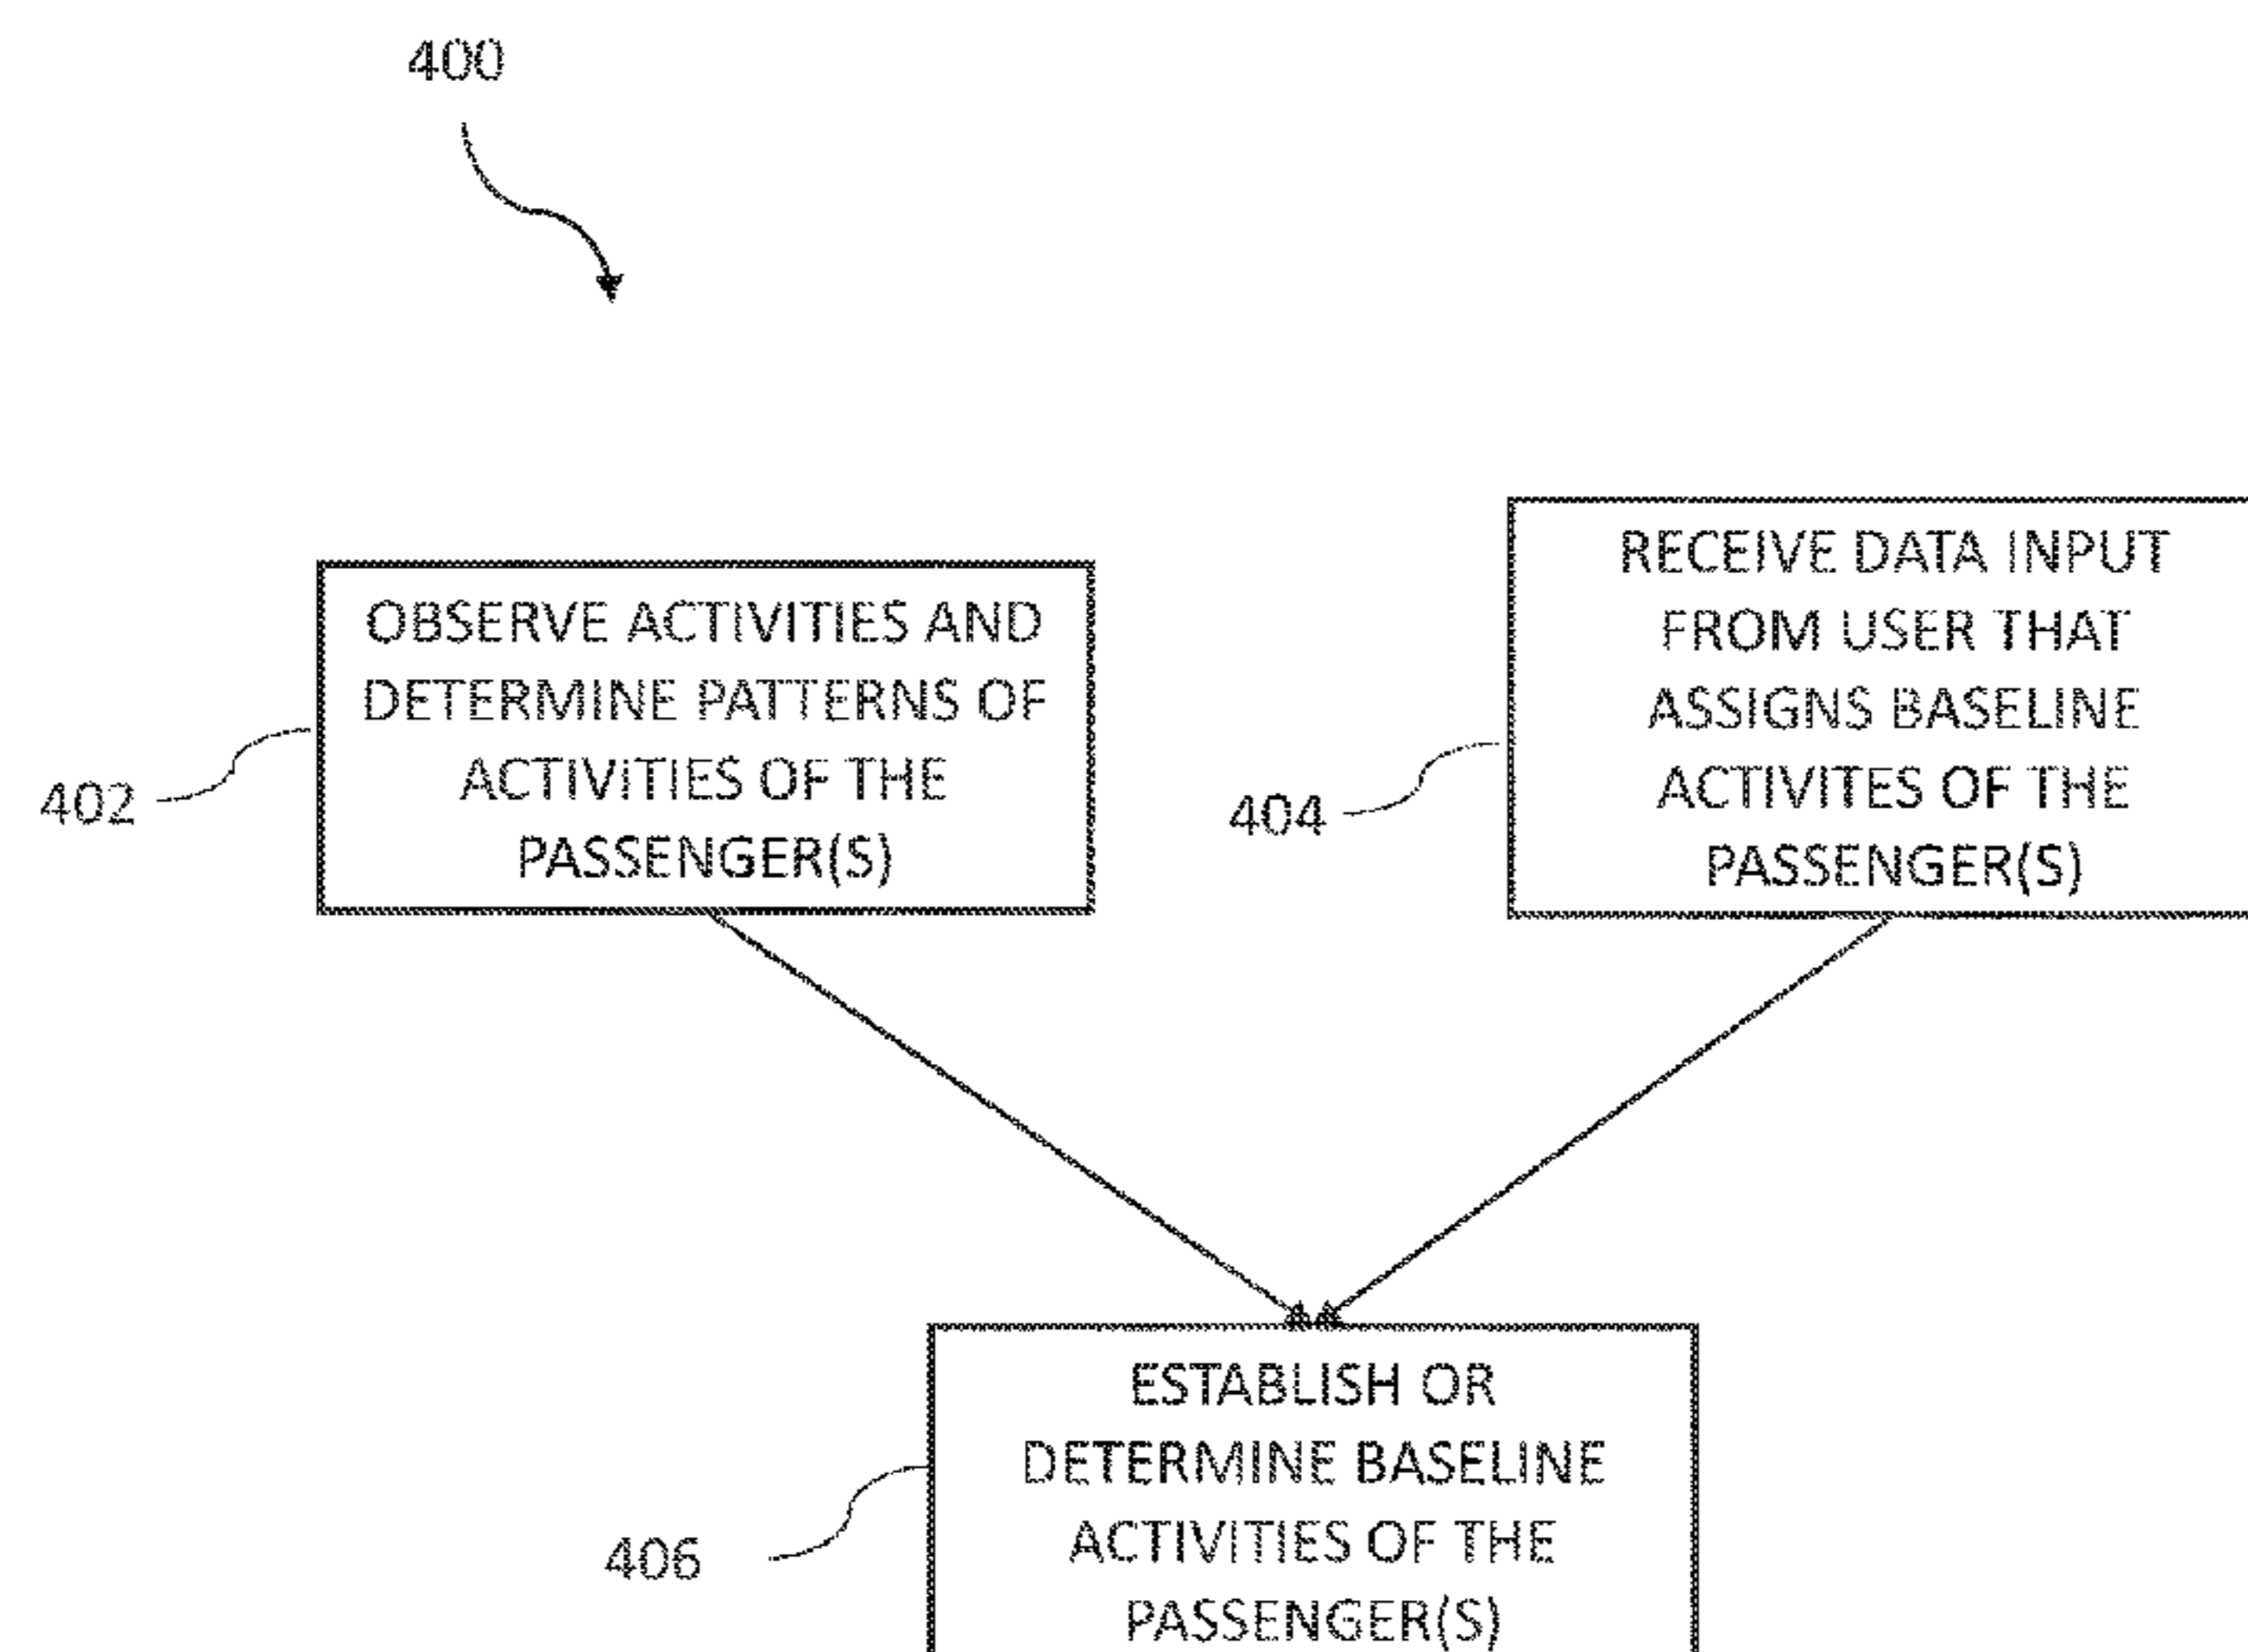 400
OBSERVE ACTIVITIES AND
DETERMINE PATTERNS OF
ACTIVITIES OF THE
PASSENGER(S)
402
RECEIVE DATA INPUT
FROM USER THAT
ASSIGNS BASELINE
ACTIVITES OF THE
PASSENGER(S)
404
ESTABLISH OR
DETERMINE BASELINE
ACTIVITIES OF THE
PASSENGER(S)
406